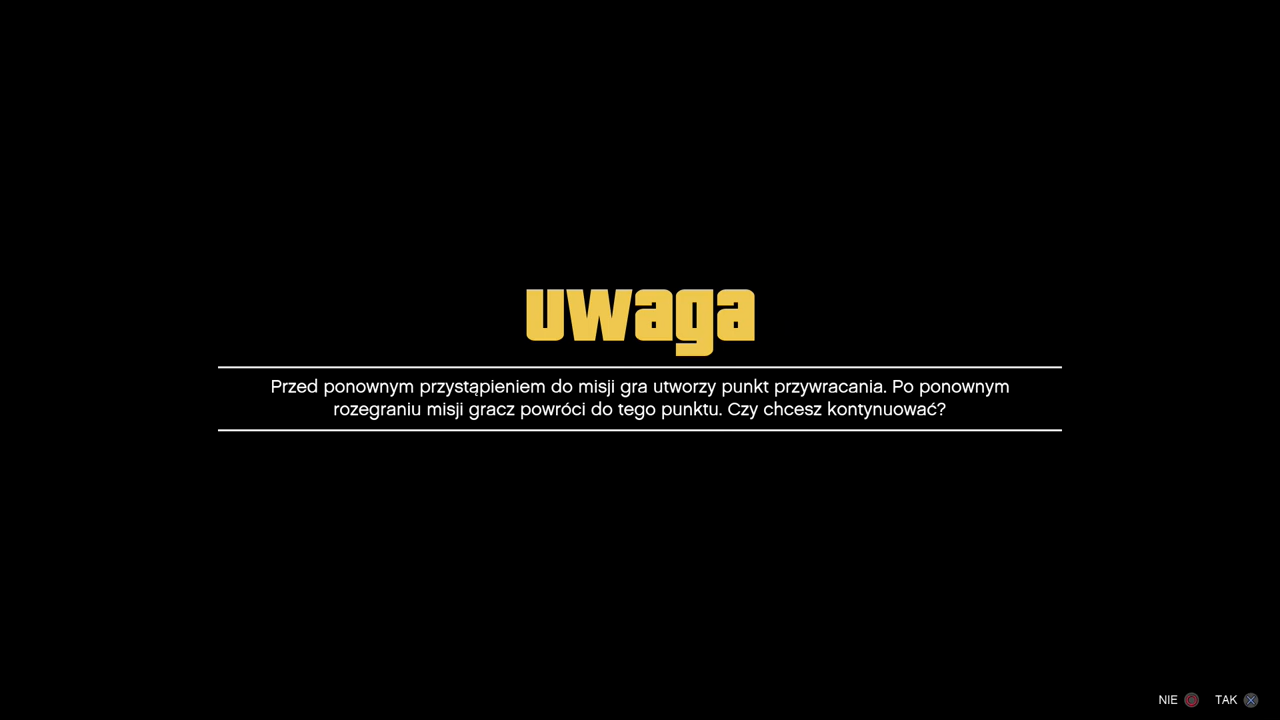 uwaga
Przed ponownym przystąpieniem do misji gra utworzy punkt przywracania. Po ponownym
rozegraniu misji gracz powróci do tego punktu. Czy chcesz kontynuować?
NIE TAK